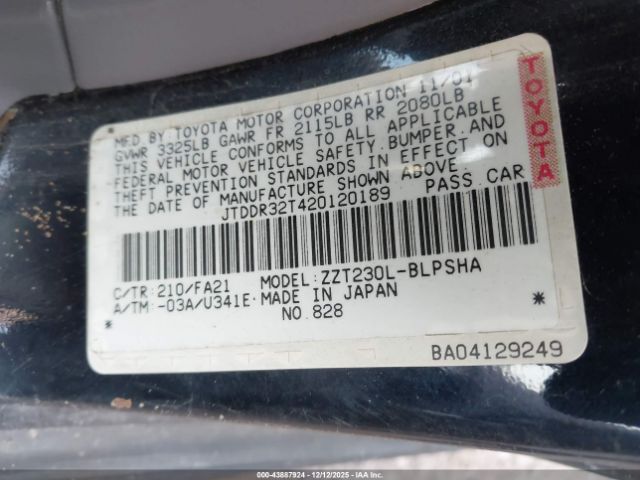 MFD BY TOYOTA MOTOR CORPORATION 11/01
GVWR 3325LB GAWR FR 2115LB RR 2080LB
THIS VEHICLE CONFORMS TO ALL APPLICABLE
FEDERAL MOTOR VEHICLE SAFETY,BUMPER,AND
THEFT PREVENTION STANDARDS IN EFFECT ON
THE DATE OF MANUFACTURE SHOWN ABOVE.
JTDDR32T420120189 PASS.CAR
TOYOTA
C/TR:210/FA21 MODEL:ZZT230L-BLPSHA
A/TM:-03A/U341E MADE IN JAPAN
NO.828
BA04129249
000-43887924 | 12/12/2025 - IAAI.COM